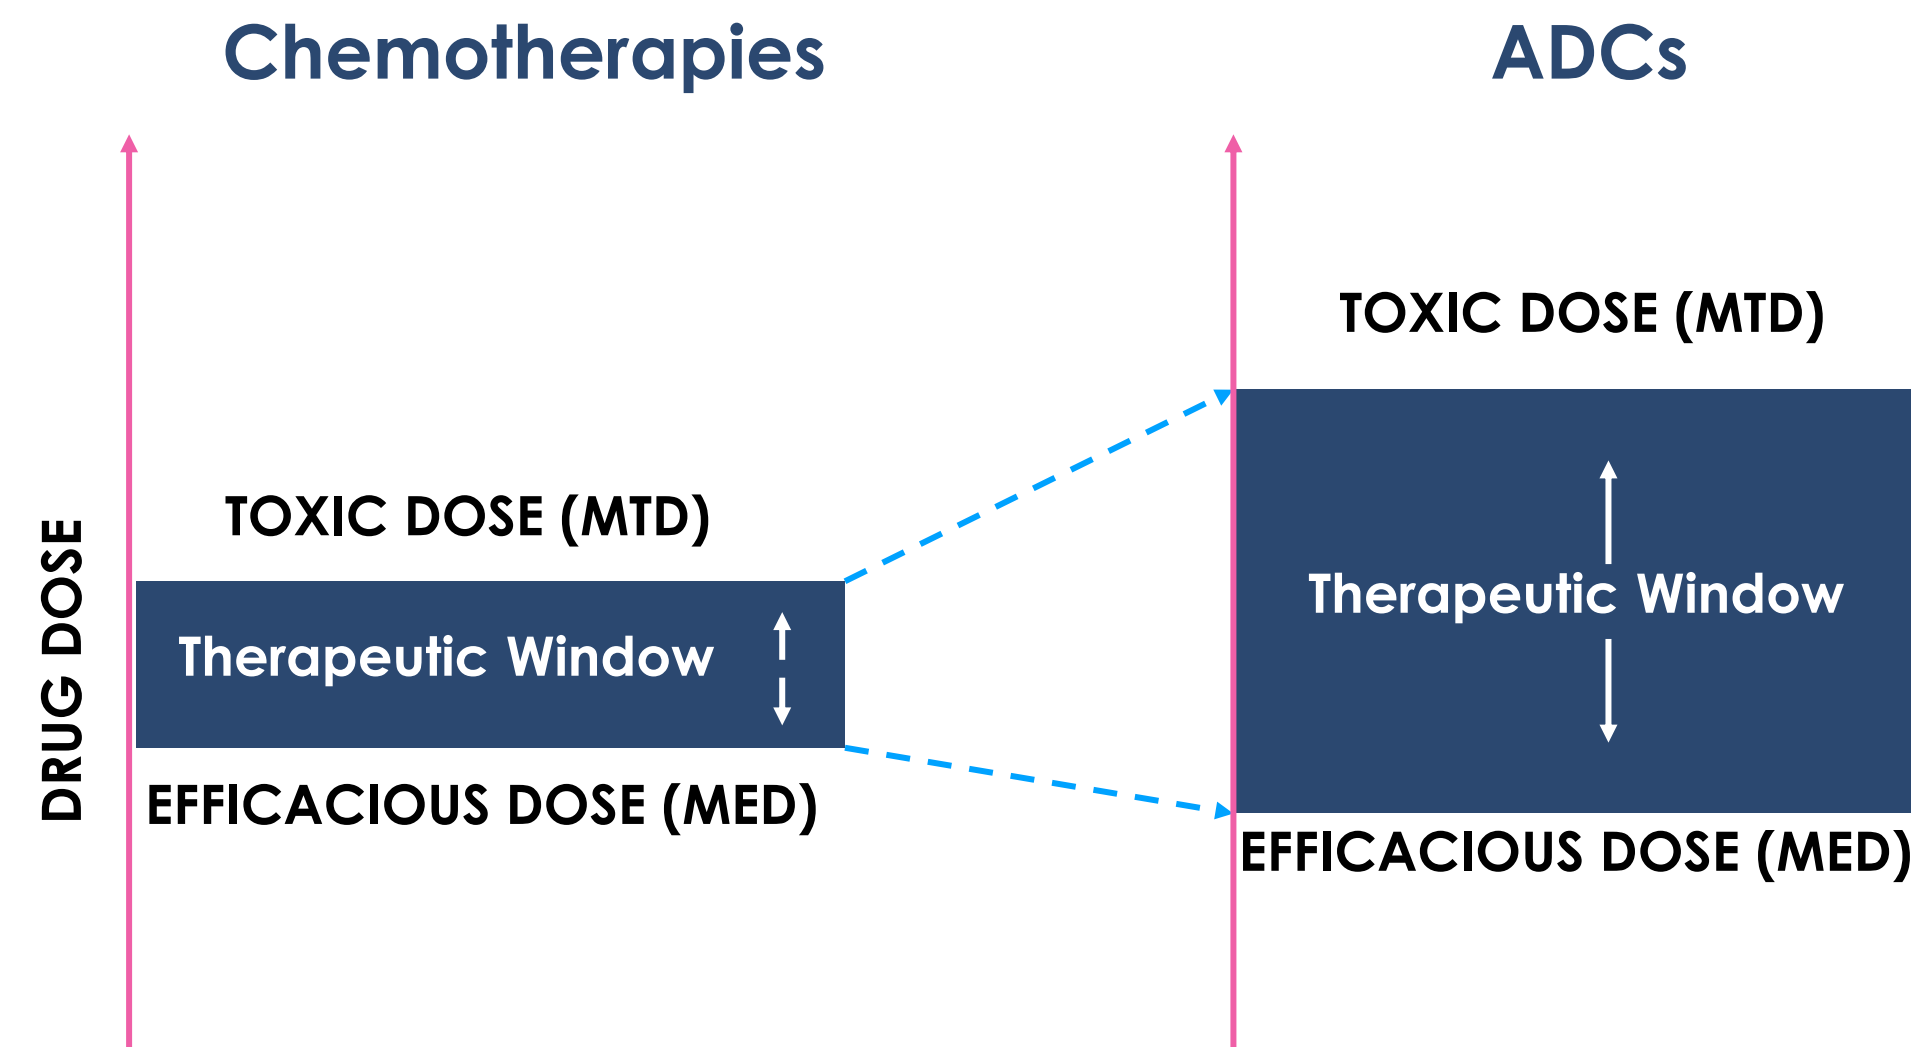 Chemotherapies
ADCs
DRUG DOSE
TOXIC DOSE (MTD)
Therapeutic Window
EFFICACIOUS DOSE (MED)
TOXIC DOSE (MTD)
Therapeutic Window
EFFICACIOUS DOSE (MED)